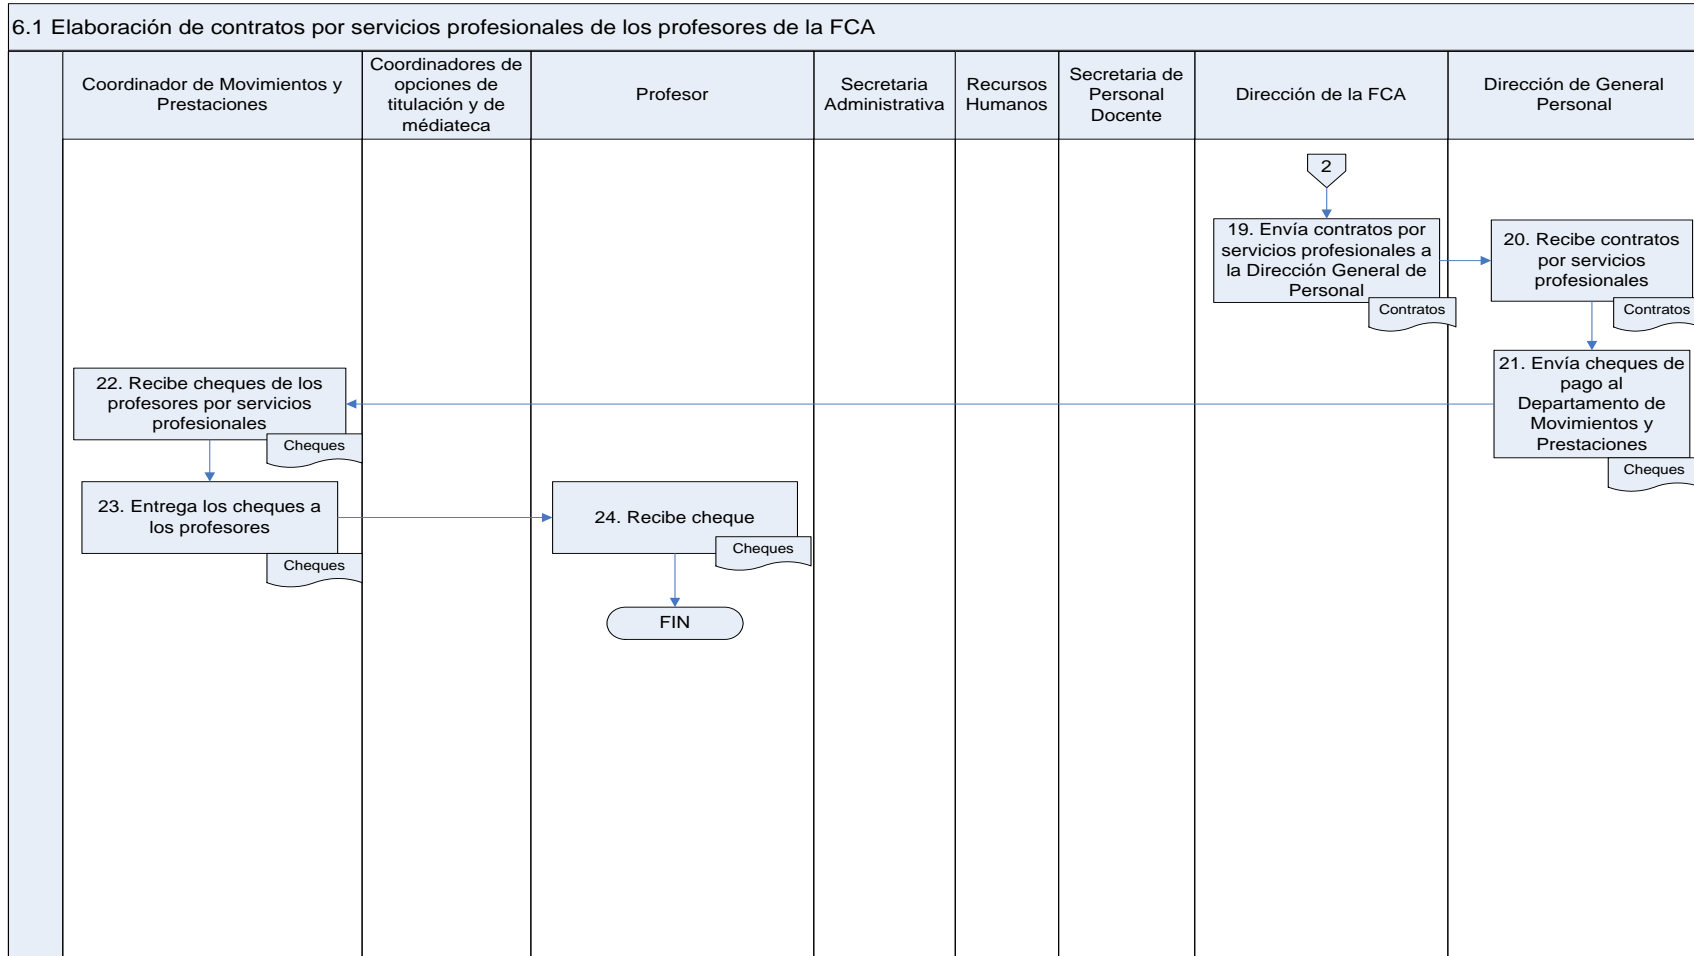 6.1 Elaboración de contratos por servicios profesionales de los profesores de la FCA
Coordinador de Movimientos y
Prestaciones
Coordinadores de
opciones de
titulación y de
médiateca
Profesor
Secretaria
Administrativa
Recursos
Humanos
Secretaria de
Personal
Docente
Dirección de la FCA
Dirección de General
Personal
2
19. Envía contratos por
servicios profesionales a
la Dirección General de
Personal
Contratos
20. Recibe contratos
por servicios
profesionales
Contratos
21. Envía cheques de
pago al
Departamento de
Movimientos y
Prestaciones
Cheques
22. Recibe cheques de los
profesores por servicios
profesionales
Cheques
23. Entrega los cheques a
los profesores
Cheques
24. Recibe cheque
Cheques
FIN